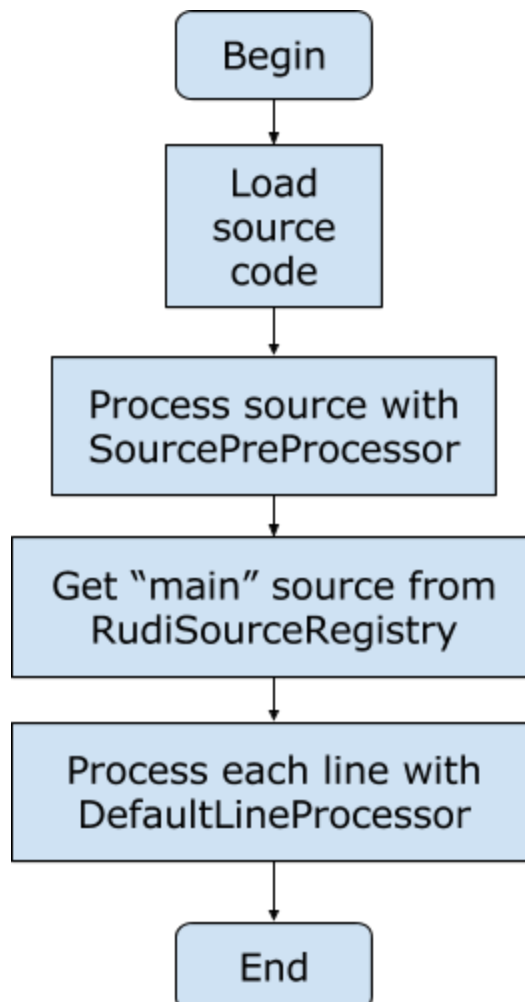 Begin
Load
source
code
Process source with
SourcePreProcessor
Get “main” source from
RudiSourceRegistry
Process each line with
DefaultLineProcessor
End